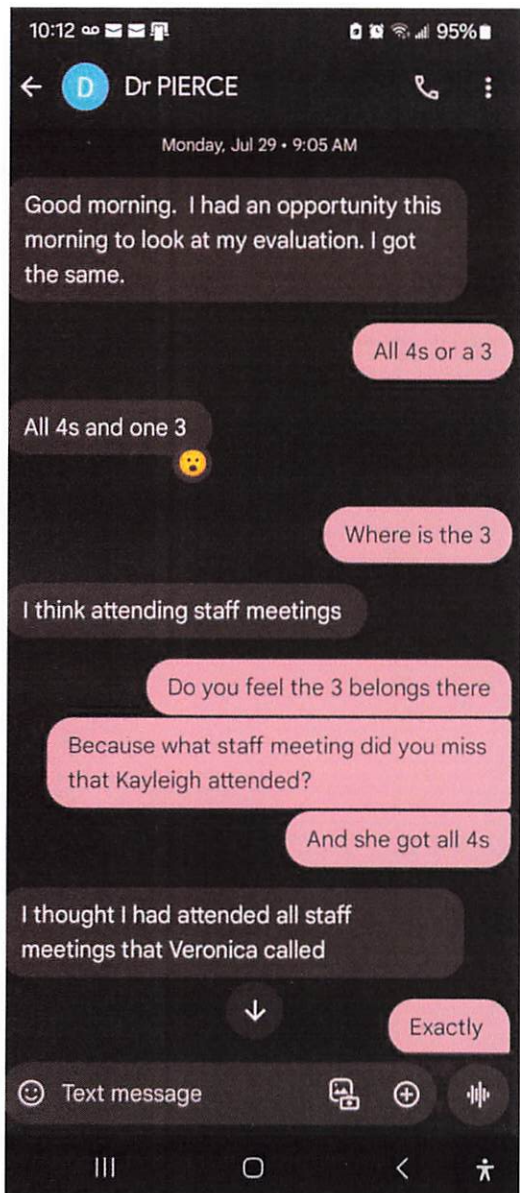 10:12
95%
D Dr PIERCE
Monday, Jul 29 • 9:05 AM
Good morning.  I had an opportunity this
morning to look at my evaluation. I got
the same.
All 4s or a 3
All 4s and one 3
Where is the 3
I think attending staff meetings
Do you feel the 3 belongs there
Because what staff meeting did you miss
that Kayleigh attended?
And she got all 4s
I thought I had attended all staff
meetings that Veronica called
Exactly
Text message